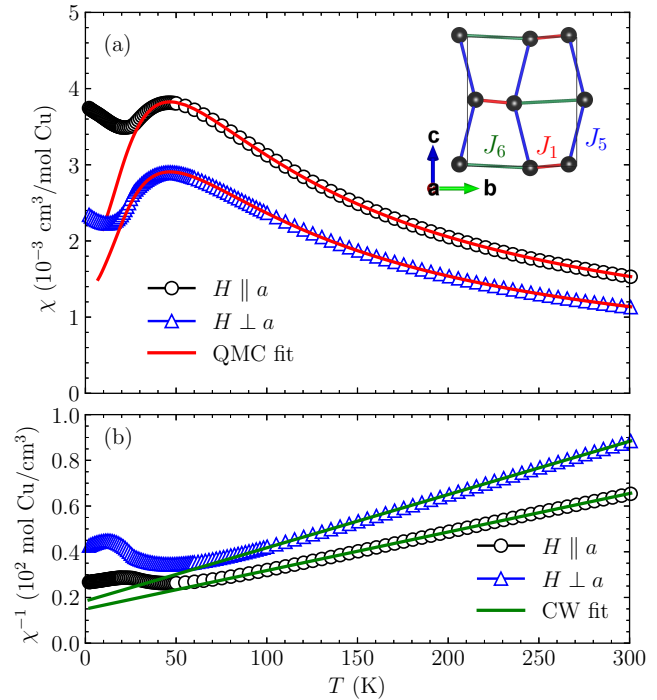 (a)
5
4
3
2
1
0
χ (10⁻³ cm³/mol Cu)
c
a
b
J₆
J₁
J₅
H ∥ a
H ⊥ a
QMC fit
(b)
1.0
0.8
0.6
0.4
0.2
0.0
χ⁻¹ (10² mol Cu/cm³)
H ∥ a
H ⊥ a
CW fit
0 50 100 150 200 250 300
T (K)